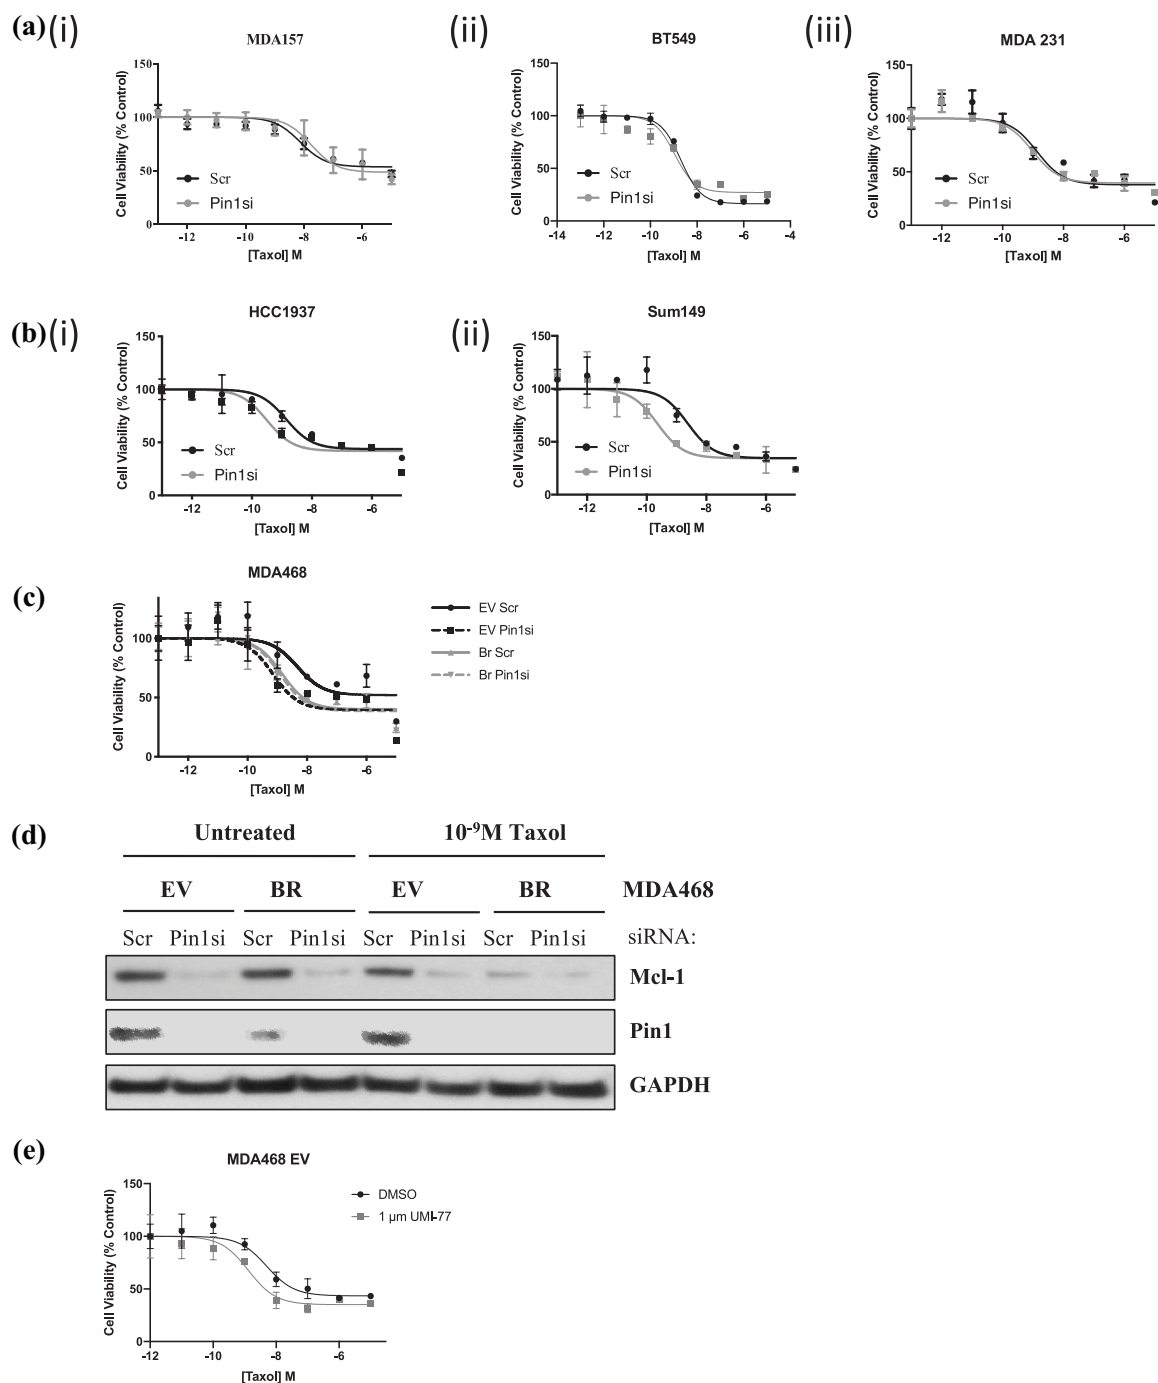 (a) (i) MDA157
150
100
50
0
Cell Viability (% Control)
Scr
Pin1si
-12 -10 -8 -6
[Taxol] M
(ii) BT549
150
100
50
0
Cell Viability (% Control)
Scr
Pin1si
-14 -12 -10 -8 -6 -4
[Taxol] M
(iii) MDA 231
150
100
50
0
Cell Viability (% Control)
Scr
Pin1si
-12 -10 -8 -6
[Taxol] M
(b) (i) HCC1937
150
100
50
0
Cell Viability (% Control)
Scr
Pin1si
-12 -10 -8 -6
[Taxol] M
(ii) Sum149
150
100
50
0
Cell Viability (% Control)
Scr
Pin1si
-12 -10 -8 -6
[Taxol] M
(c) MDA468
100
50
0
Cell Viability (% Control)
-12 -10 -8 -6
[Taxol] M
EV Scr
EV Pin1si
Br Scr
Br Pin1si
(d) Untreated 10⁻⁹M Taxol
EV BR EV BR MDA468
Scr Pin1si Scr Pin1si Scr Pin1si Scr Pin1si siRNA:
Mcl-1
Pin1
GAPDH
(e) MDA468 EV
150
100
50
0
Cell Viability (% Control)
DMSO
1 µm UMI-77
-12 -10 -8 -6
[Taxol] M